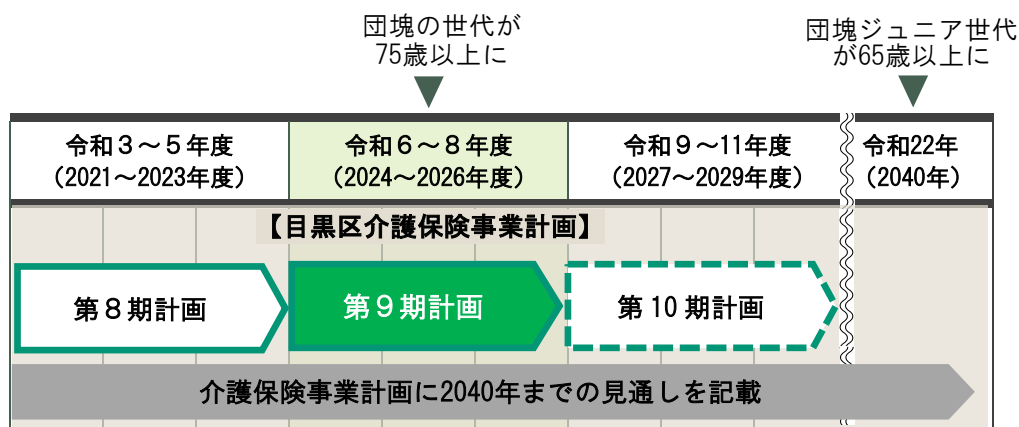 団塊の世代が
75歳以上に
団塊ジュニア世代
が65歳以上に
令和３～５年度
（2021～2023年度）
令和６～８年度
（2024～2026年度）
令和９～11年度
（2027～2029年度）
令和22年
（2040年）
【目黒区介護保険事業計画】
第８期計画
第９期計画
第10期計画
介護保険事業計画に2040年までの見通しを記載